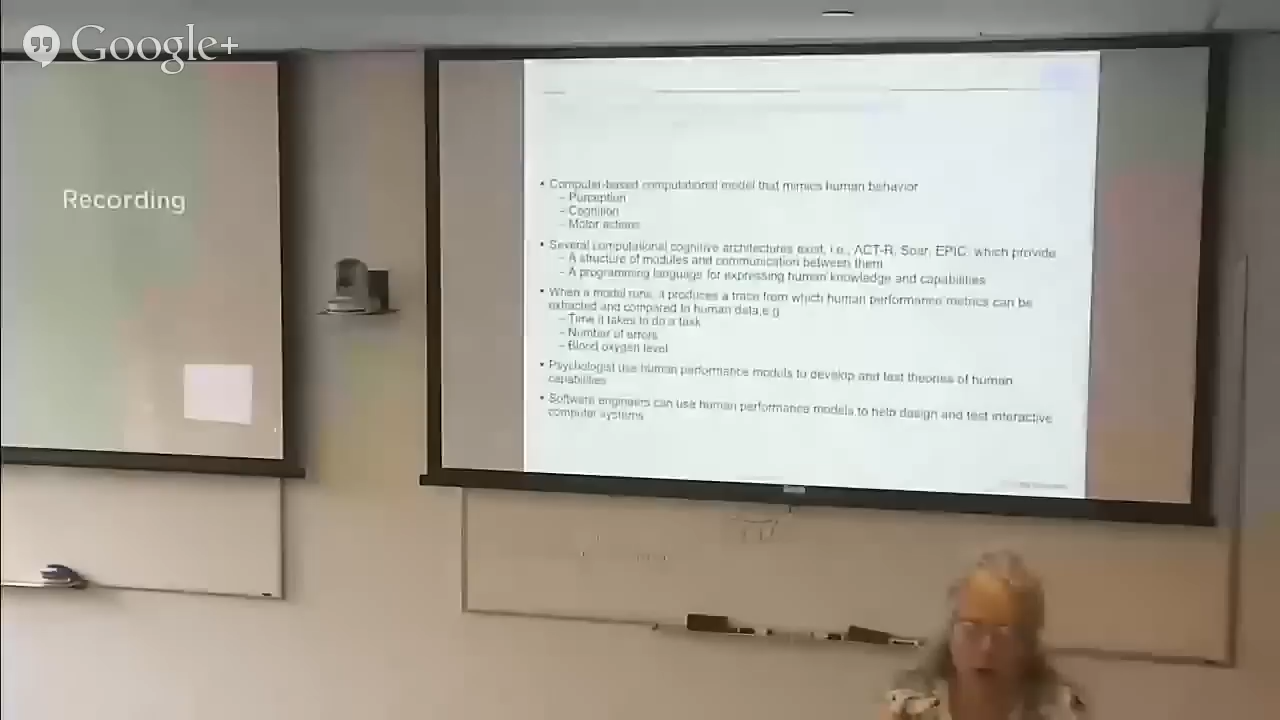 Google+
Recording
• Computer-based computational model that mimics human behavior
– Perception
– Cognition
– Motor actions
• Several computational cognitive architectures exist, i.e., ACT-R, Soar, EPIC, which provide
– A structure of modules and communication between them
– A programming language for expressing human knowledge and capabilities
• When a model runs, it produces a trace from which human performance metrics can be
extracted and compared to human data,e.g
– Time it takes to do a task
– Number of errors
– Blood oxygen level
• Psychologist use human performance models to develop and test theories of human
capabilities
• Software engineers can use human performance models to help design and test interactive
computer systems